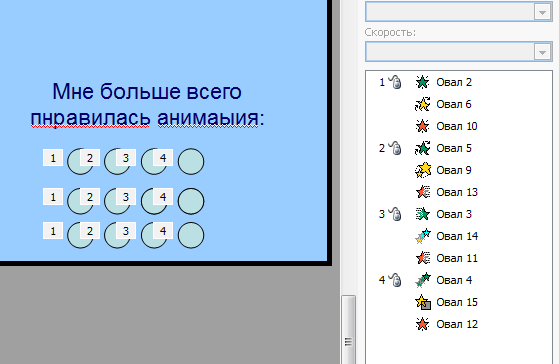 Мне больше всего
пнравилась анимаыия:
1 2 3 4
1 2 3 4
1 2 3 4
Скорость:
1 Овал 2
Овал 6
Овал 10
2 Овал 5
Овал 9
Овал 13
3 Овал 3
Овал 14
Овал 11
4 Овал 4
Овал 15
Овал 12